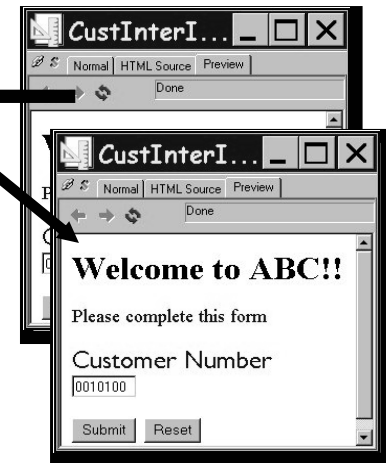 CustInterI...
Normal HTML Source Preview
Done
CustInterI...
Normal HTML Source Preview
Done
Welcome to ABC!!
Please complete this form
Customer Number
0010100
Submit Reset